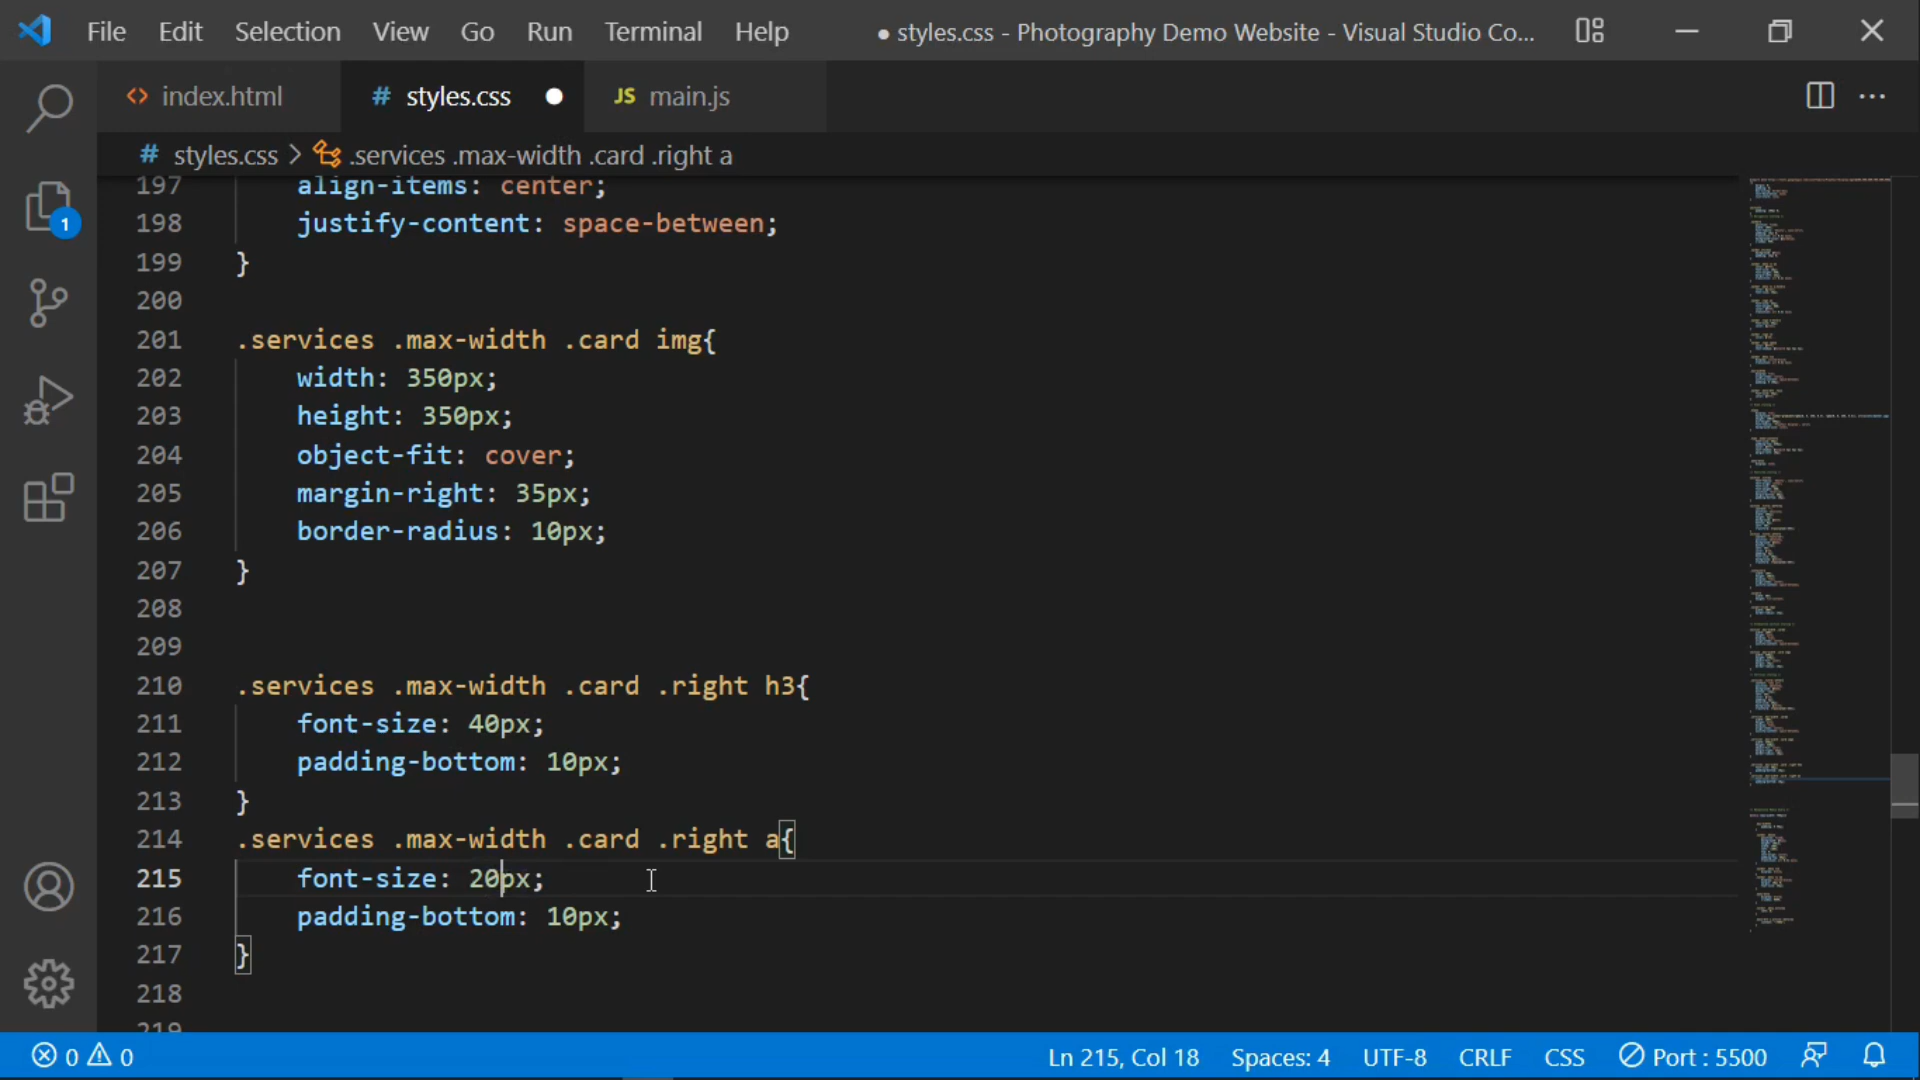 File Edit Selection View Go Run Terminal Help ● styles.css - Photography Demo Website - Visual Studio Co...
<> index.html # styles.css ● JS main.js ...
# styles.css > .services .max-width .card .right a
197 align-items: center;
198 justify-content: space-between;
199 }
200
201 .services .max-width .card img{
202 width: 350px;
203 height: 350px;
204 object-fit: cover;
205 margin-right: 35px;
206 border-radius: 10px;
207 }
208
209
210 .services .max-width .card .right h3{
211 font-size: 40px;
212 padding-bottom: 10px;
213 }
214 .services .max-width .card .right a{
215 font-size: 20px;
216 padding-bottom: 10px;
217 }
218
219
1
0 0 Ln 215, Col 18 Spaces: 4 UTF-8 CRLF CSS Port : 5500